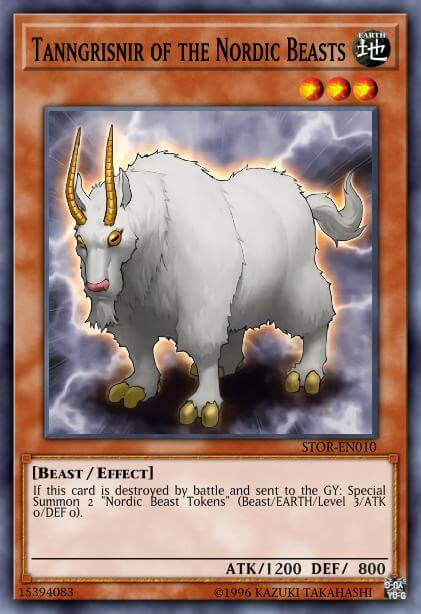 TANNGRISNIR OF THE NORDIC BEASTS
EARTH
地
STOR-EN010
[BEAST / EFFECT]
If this card is destroyed by battle and sent to the GY: Special
Summon 2 "Nordic Beast Tokens" (Beast/EARTH/Level 3/ATK
0/DEF 0).
ATK/1200 DEF/ 800
15394083
©1996 KAZUKI TAKAHASHI